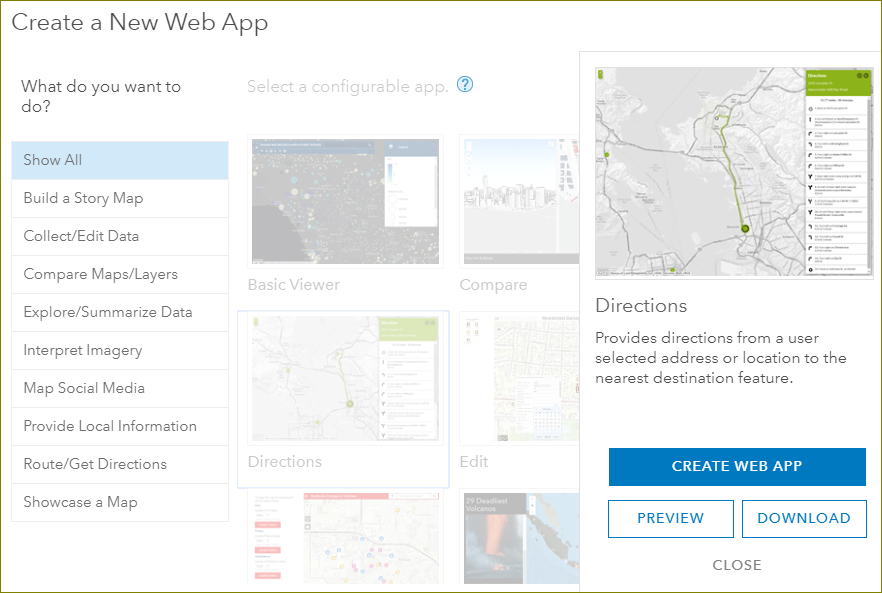 Create a New Web App
What do you want to
do?
Show All
Build a Story Map
Collect/Edit Data
Compare Maps/Layers
Explore/Summarize Data
Interpret Imagery
Map Social Media
Provide Local Information
Route/Get Directions
Showcase a Map
Select a configurable app. ?
Basic Viewer
Compare
Directions
Edit
29 Deadliest
Volcanos
Directions
Directions
Provides directions from a user
selected address or location to the
nearest destination feature.
CREATE WEB APP
PREVIEW
DOWNLOAD
CLOSE